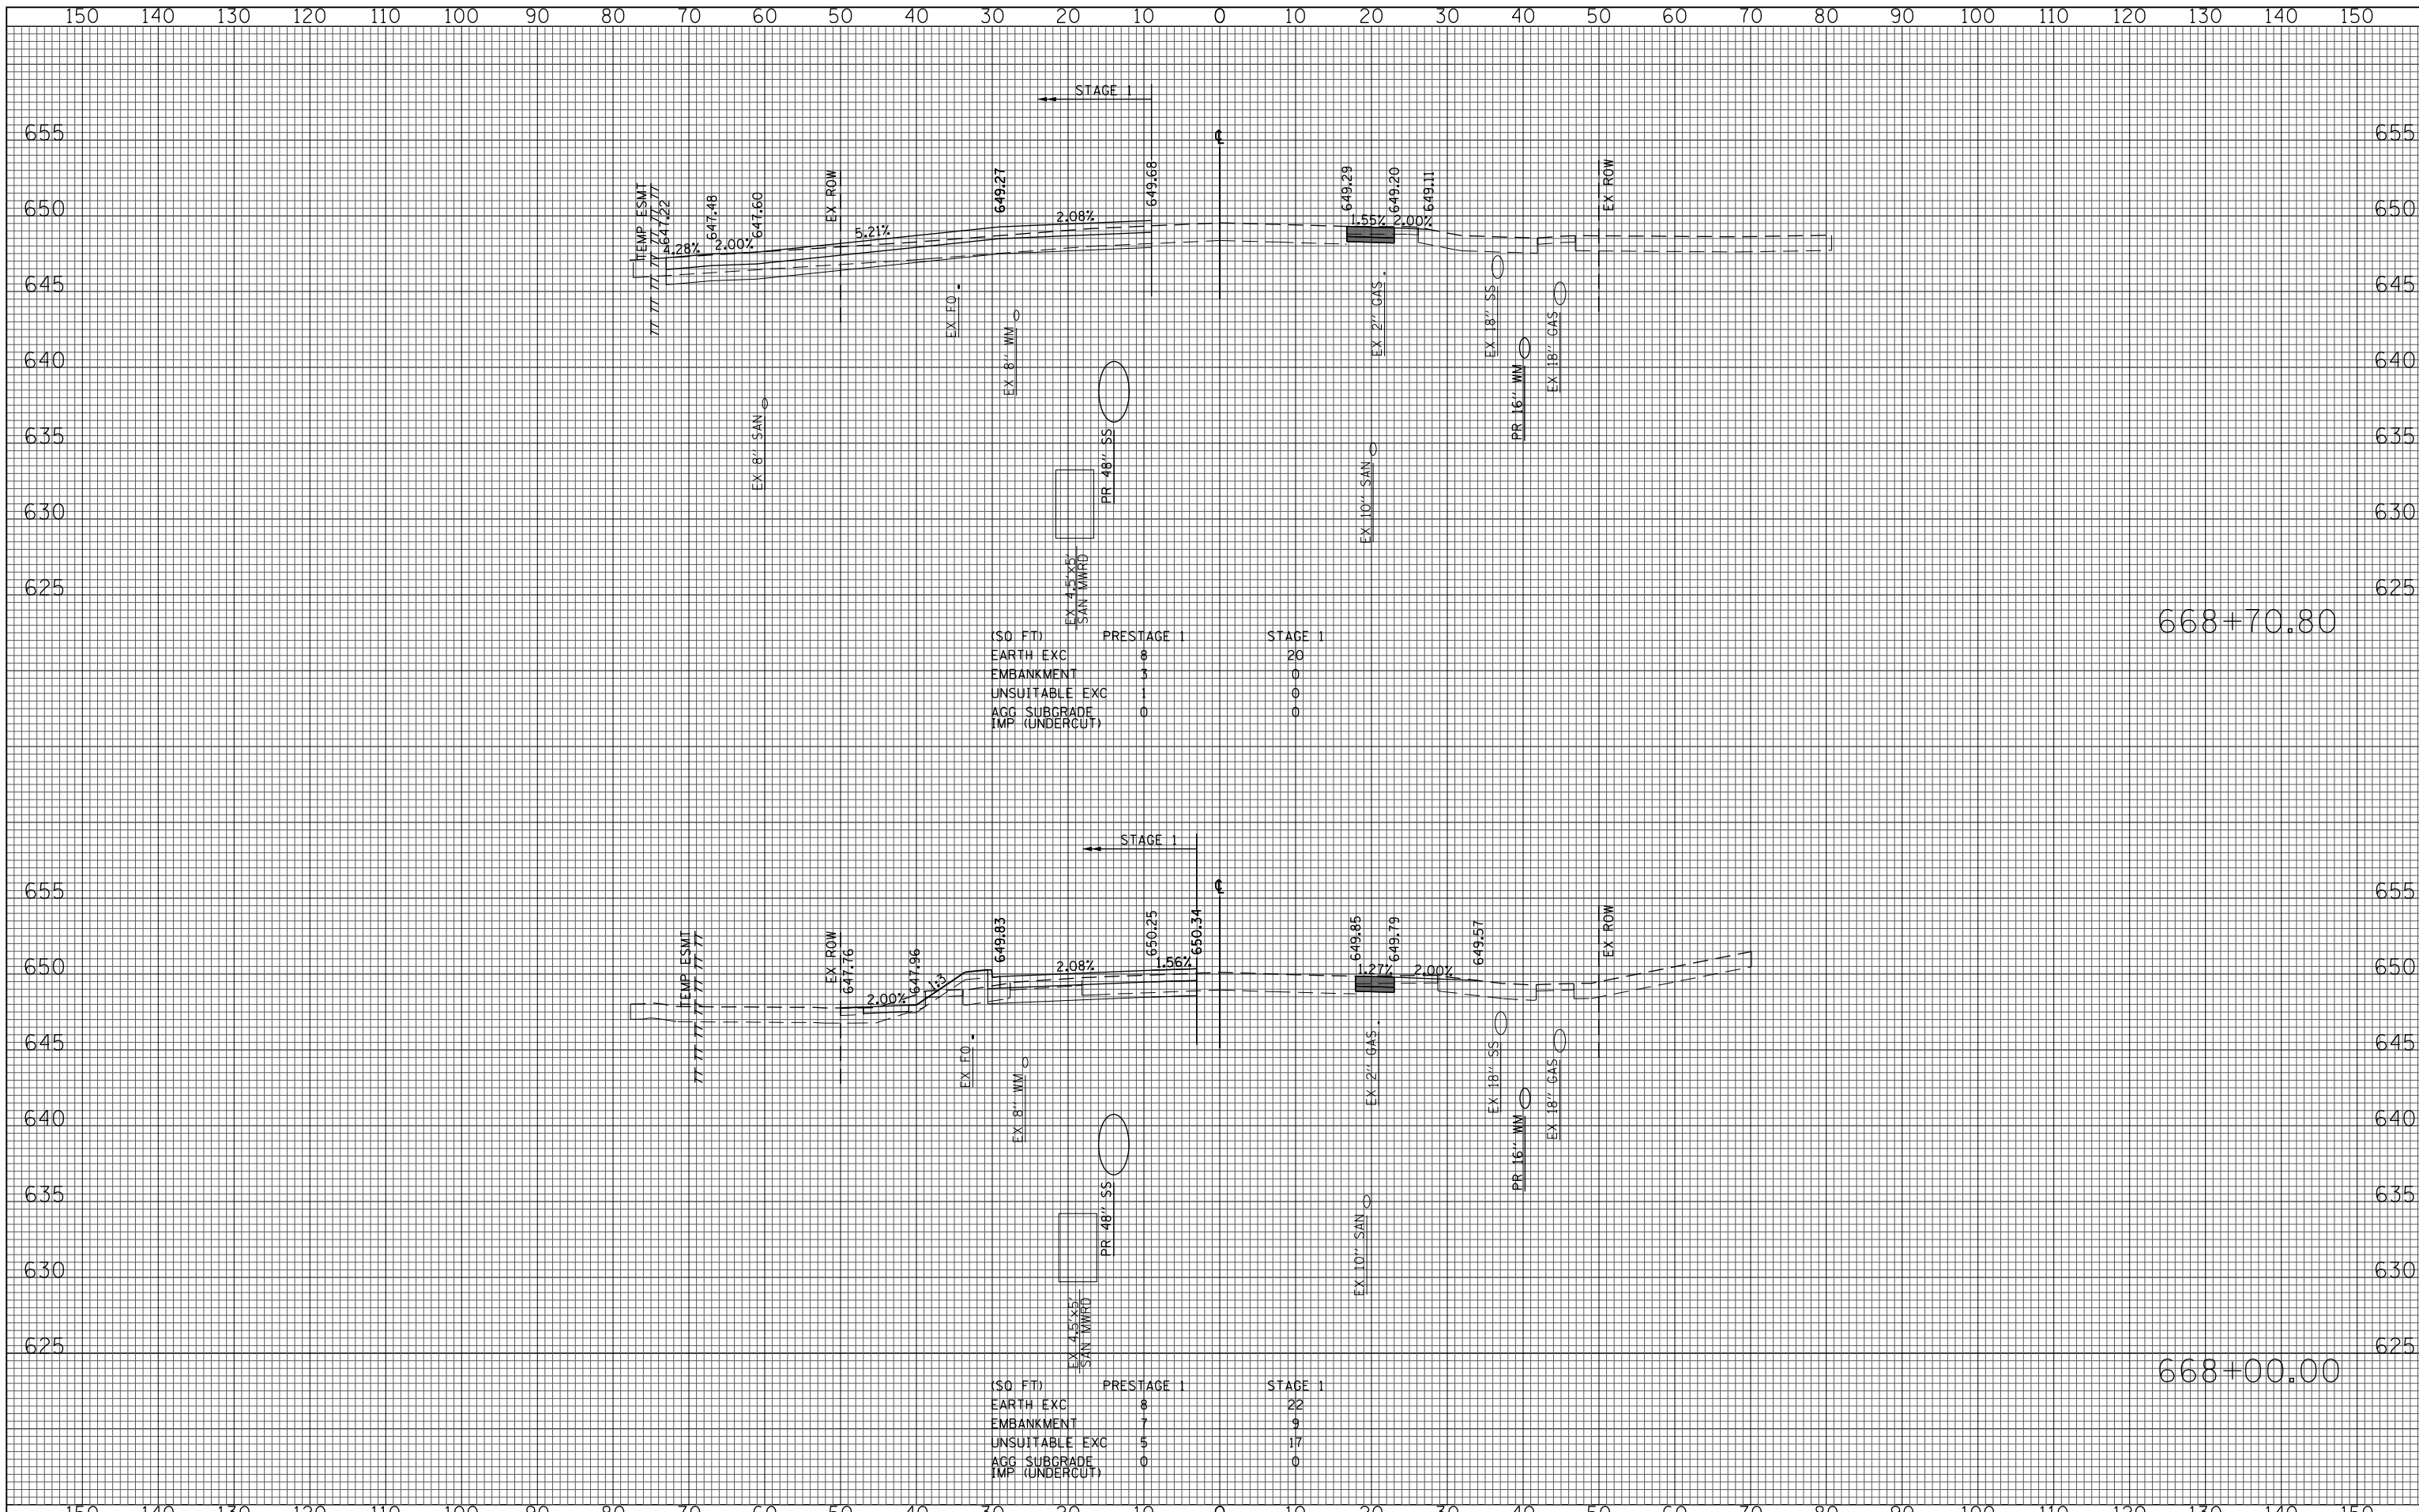 150 140 130 120 110 100 90 80 70 60 50 40 30 20 10 0 10 20 30 40 50 60 70 80 90 100 110 120 130 140 150
STAGE 1
655 655
℄
650 650
TEMP ESMT
647.22
647.48
647.60
EX ROW
649.27
649.68
649.29
649.20
649.11
EX ROW
1.28%
2.00%
5.21%
2.08%
1.55%
2.00%
645 645
EX FO
EX 8" WM
EX 2" GAS
EX 18" SS
EX 18" GAS
640 640
PR 16" WM
EX 8" SAN
PR 48" SS
635 635
EX 10" SAN
630 630
EX 4.5'x5'
SAN MWRD
625 625
668+70.80
(SQ FT) PRESTAGE 1 STAGE 1
EARTH EXC 8 20
EMBANKMENT 3 0
UNSUITABLE EXC 1 0
AGG SUBGRADE 0 0
IMP (UNDERCUT)
STAGE 1
655 655
℄
TEMP ESMT
EX ROW
647.76
647.96
649.83
650.25
650.34
649.85
649.79
649.57
EX ROW
650 650
2.00%
1:3
2.08%
1.56%
1.27%
2.00%
645 645
EX FO
EX 8" WM
EX 2" GAS
EX 18" SS
EX 18" GAS
640 640
PR 16" WM
PR 48" SS
635 635
EX 10" SAN
630 630
EX 4.5'x5'
SAN MWRD
625 625
668+00.00
(SQ FT) PRESTAGE 1 STAGE 1
EARTH EXC 8 22
EMBANKMENT 7 9
UNSUITABLE EXC 5 17
AGG SUBGRADE 0 0
IMP (UNDERCUT)
150 140 130 120 110 100 90 80 70 60 50 40 30 20 10 0 10 20 30 40 50 60 70 80 90 100 110 120 130 140 150